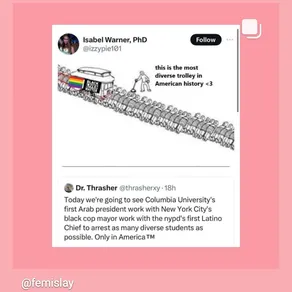 Isabel Warner, PhD
@izzypie101
Follow
this is the most
diverse trolley in
American history <3
Dr. Thrasher @thrasherxy · 18h
Today we're going to see Columbia University's
first Arab president work with New York City's
black cop mayor work with the nypd's first Latino
Chief to arrest as many diverse students as
possible. Only in America™
@femislay